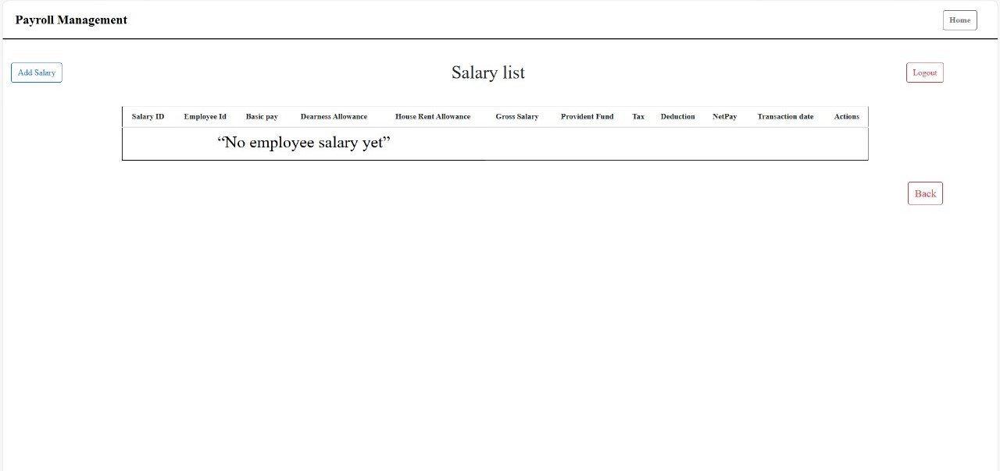 Payroll Management Home
Add Salary Salary list Logout
Salary ID Employee Id Basic pay Dearness Allowance House Rent Allowance Gross Salary Provident Fund Tax Deduction NetPay Transaction date Actions
“No employee salary yet”
Back